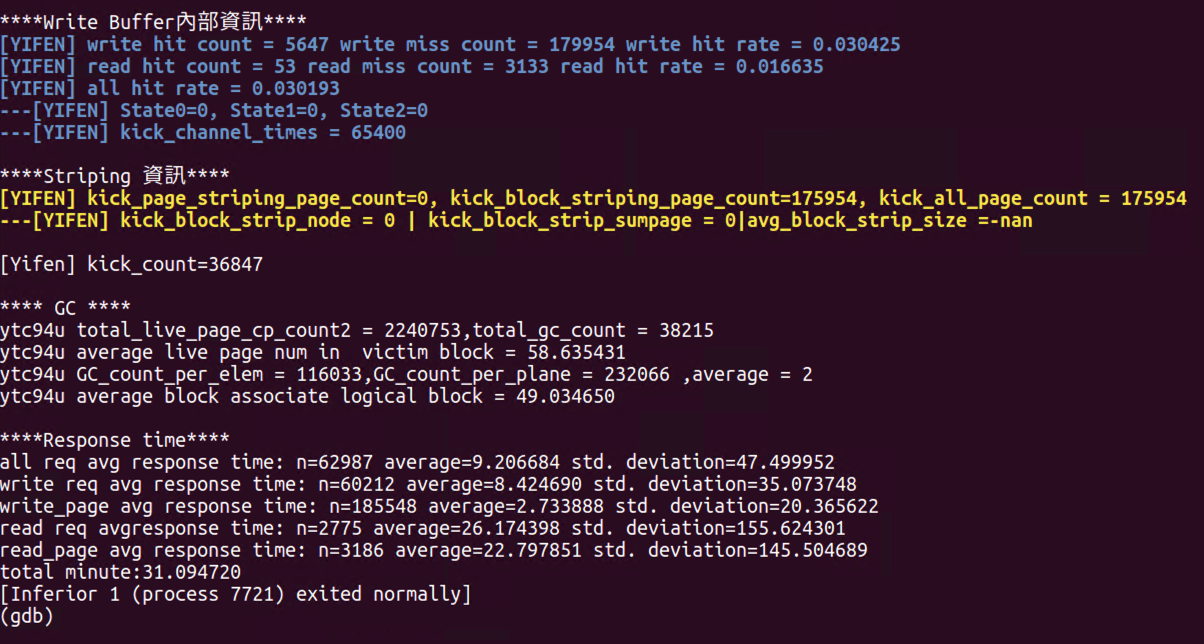 ****Write Buffer內部資訊****
[YIFEN] write hit count = 5647 write miss count = 179954 write hit rate = 0.030425
[YIFEN] read hit count = 53 read miss count = 3133 read hit rate = 0.016635
[YIFEN] all hit rate = 0.030193
---[YIFEN] State0=0, State1=0, State2=0
---[YIFEN] kick_channel_times = 65400
****Striping 資訊****
[YIFEN] kick_page_striping_page_count=0, kick_block_striping_page_count=175954, kick_all_page_count = 175954
---[YIFEN] kick_block_strip_node = 0 | kick_block_strip_sumpage = 0|avg_block_strip_size =-nan
[Yifen] kick_count=36847
**** GC ****
ytc94u total_live_page_cp_count2 = 2240753,total_gc_count = 38215
ytc94u average live page num in  victim block = 58.635431
ytc94u GC_count_per_elem = 116033,GC_count_per_plane = 232066 ,average = 2
ytc94u average block associate logical block = 49.034650
****Response time****
all req avg response time: n=62987 average=9.206684 std. deviation=47.499952
write req avg response time: n=60212 average=8.424690 std. deviation=35.073748
write_page avg response time: n=185548 average=2.733888 std. deviation=20.365622
read req avgresponse time: n=2775 average=26.174398 std. deviation=155.624301
read_page avg response time: n=3186 average=22.797851 std. deviation=145.504689
total minute:31.094720
[Inferior 1 (process 7721) exited normally]
(gdb)